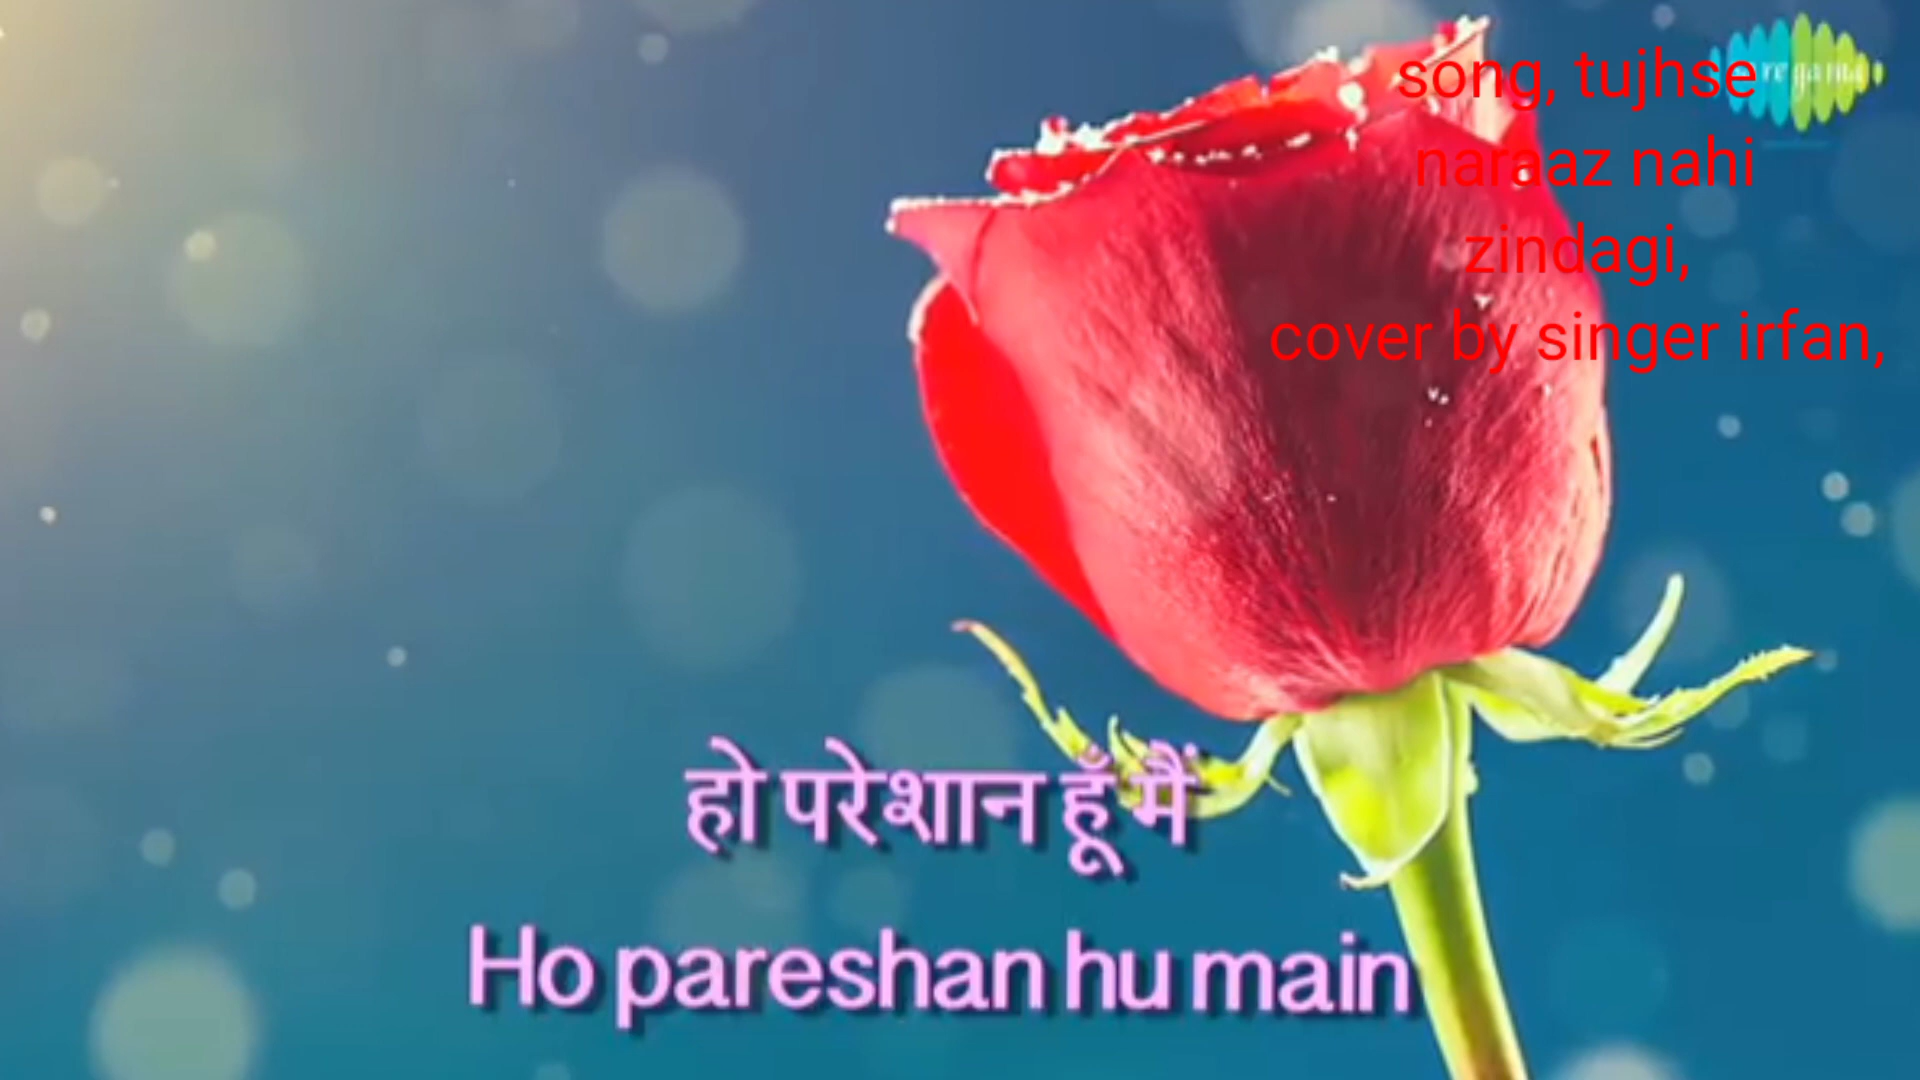 song, tujhse
naraaz nahi
zindagi,
cover by singer irfan,
हो परेशान हूँ मैं
Ho pareshan hu main